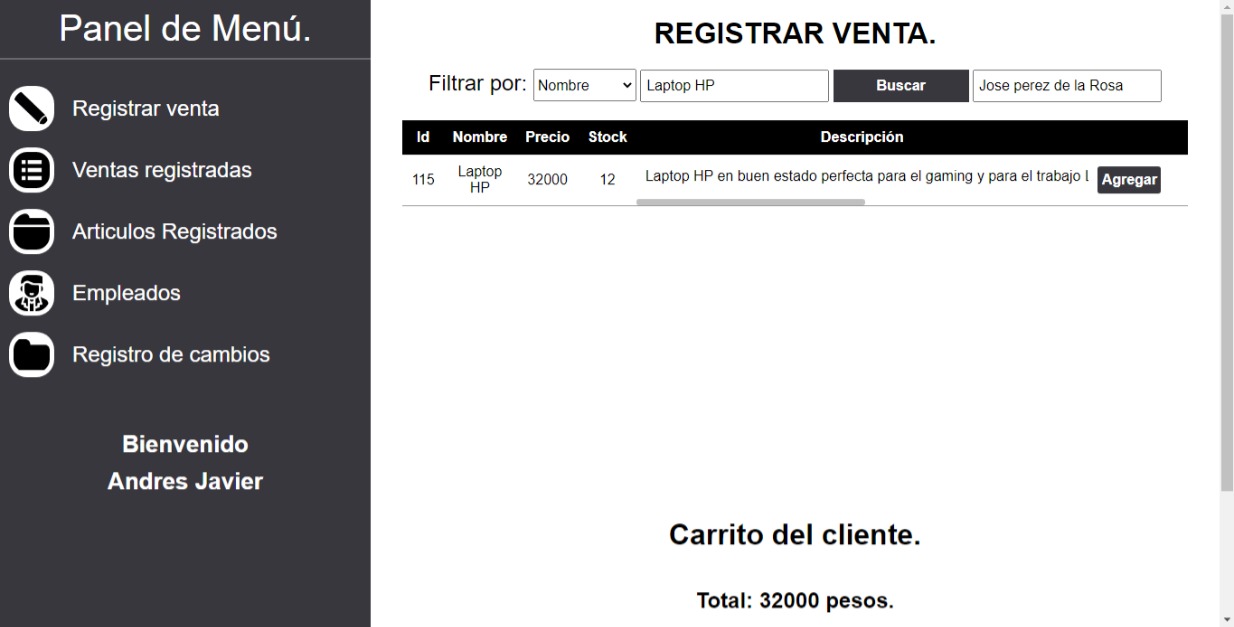 Panel de Menú.
Registrar venta
Ventas registradas
Articulos Registrados
Empleados
Registro de cambios
Bienvenido
Andres Javier
REGISTRAR VENTA.
Filtrar por: Nombre Laptop HP Buscar Jose perez de la Rosa
Id Nombre Precio Stock Descripción
115 Laptop HP 32000 12 Laptop HP en buen estado perfecta para el gaming y para el trabajo Agregar
Carrito del cliente.
Total: 32000 pesos.